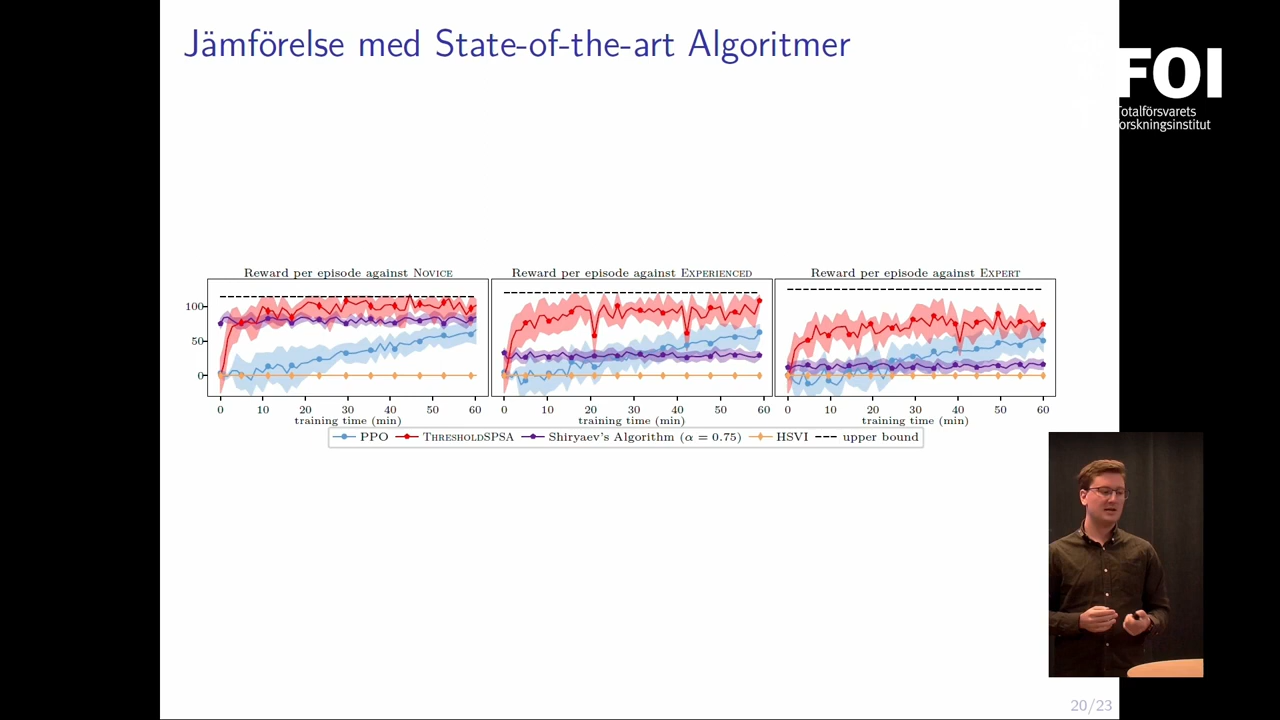 Jämförelse med State-of-the-art Algoritmer
FOI
Totalförsvarets
forskningsinstitut
Reward per episode against NOVICE
Reward per episode against EXPERIENCED
Reward per episode against EXPERT
100
50
0
0 10 20 30 40 50 60
0 10 20 30 40 50 60
0 10 20 30 40 50 60
training time (min)
training time (min)
training time (min)
PPO THRESHOLDSPSA Shiryaev's Algorithm (α = 0.75) HSVI upper bound
20/23